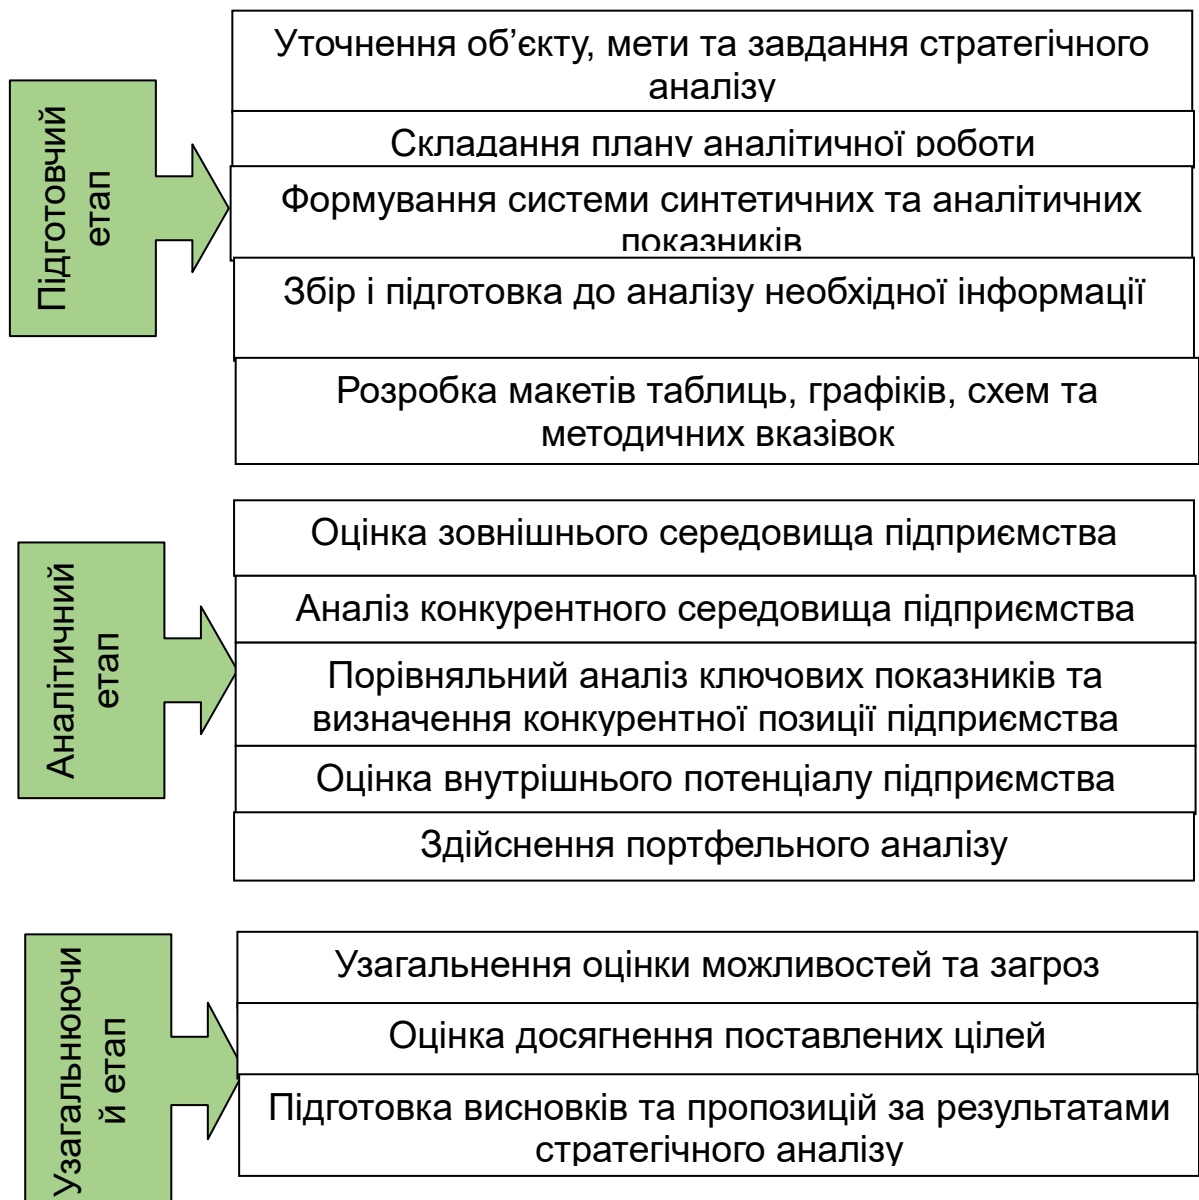 Підготовчий
етап
Уточнення об’єкту, мети та завдання стратегічного
аналізу
Складання плану аналітичної роботи
Формування системи синтетичних та аналітичних
показників
Збір і підготовка до аналізу необхідної інформації
Розробка макетів таблиць, графіків, схем та
методичних вказівок
Аналітичний
етап
Оцінка зовнішнього середовища підприємства
Аналіз конкурентного середовища підприємства
Порівняльний аналіз ключових показників та
визначення конкурентної позиції підприємства
Оцінка внутрішнього потенціалу підприємства
Здійснення портфельного аналізу
Узагальнюючи
й етап
Узагальнення оцінки можливостей та загроз
Оцінка досягнення поставлених цілей
Підготовка висновків та пропозицій за результатами
стратегічного аналізу